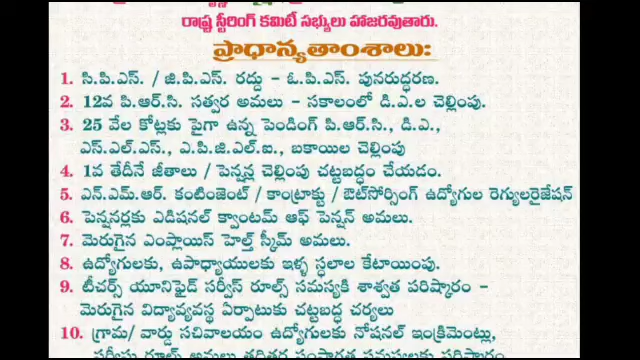 రాష్ట్ర స్టీరింగ్ కమిటీ సభ్యులు హాజరవుతారు.
ప్రాధాన్యతాంశాలు:
1. సి.పి.ఎస్. / జి.పి.ఎస్. రద్దు - ఓ.పి.ఎస్. పునరుద్ధరణ.
2. 12వ పి.ఆర్.సి. సత్వర అమలు - సకాలంలో డి.ఎ.ల చెల్లింపు.
3. 25 వేల కోట్లకు పైగా ఉన్న పెండింగ్ పి.ఆర్.సి., డి.ఎ.,
ఎస్.ఎల్.ఎస్., ఎ.పి.జి.ఎల్.ఐ., బకాయిల చెల్లింపు
4. 1వ తేదీనే జీతాలు / పెన్షన్ల చెల్లింపు చట్టబద్ధం చేయడం.
5. ఎన్.ఎమ్.ఆర్. కంటింజెంట్ / కాంట్రాక్టు / ఔట్‌సోర్సింగ్ ఉద్యోగుల రెగ్యులరైజేషన్
6. పెన్షనర్లకు ఎడిషనల్ క్వాంటమ్ ఆఫ్ పెన్షన్ అమలు.
7. మెరుగైన ఎంప్లాయిస్ హెల్త్ స్కీమ్ అమలు.
8. ఉద్యోగులకు, ఉపాధ్యాయులకు ఇళ్ళ స్థలాల కేటాయింపు.
9. టీచర్స్ యూనిఫైడ్ సర్వీస్ రూల్స్ సమస్యకి శాశ్వత పరిష్కారం -
మెరుగైన విద్యావ్యవస్థ ఏర్పాటుకు చట్టబద్ధ చర్యలు
10. గ్రామ/ వార్డు సచివాలయం ఉద్యోగులకు నోషనల్ ఇంక్రిమెంట్లు,